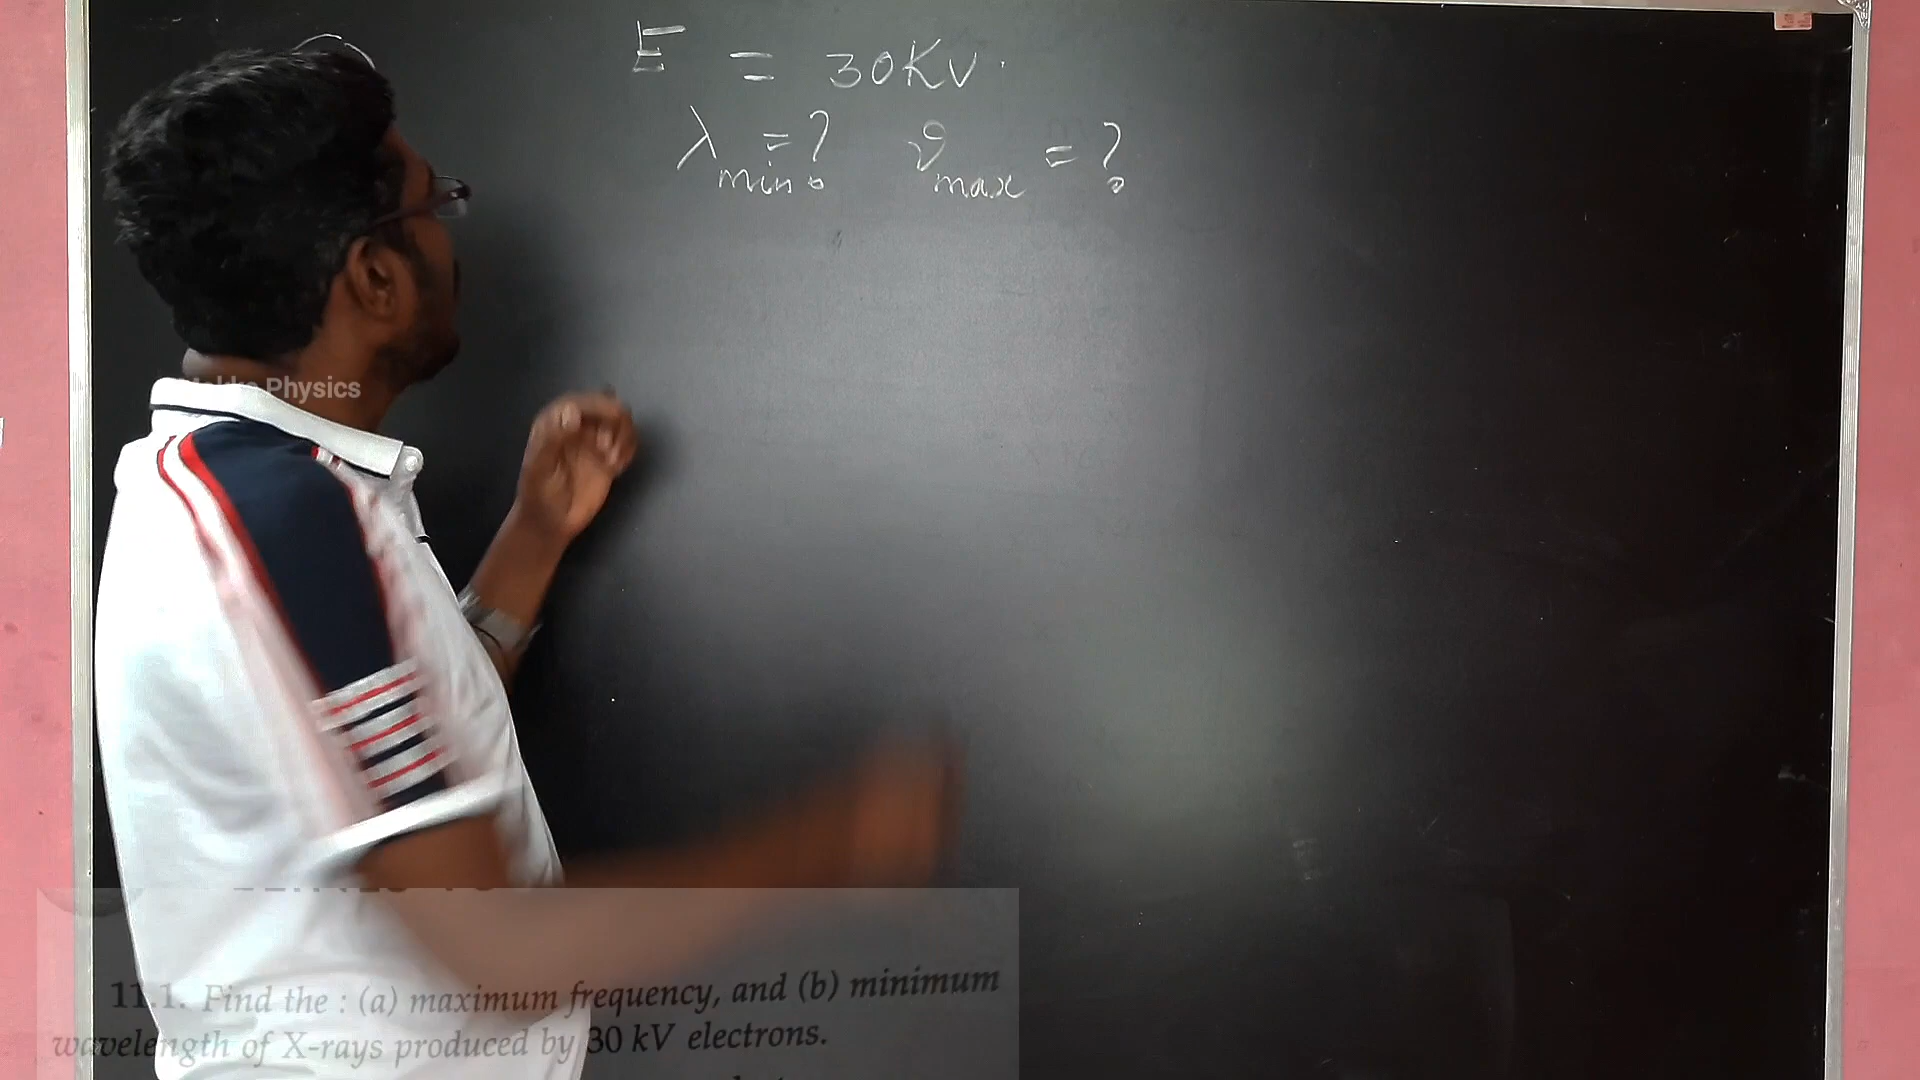 E = 30KV.
λmin = ? νmax = ?
Physics
11.1. Find the : (a) maximum frequency, and (b) minimum
wavelength of X-rays produced by 30 kV electrons.